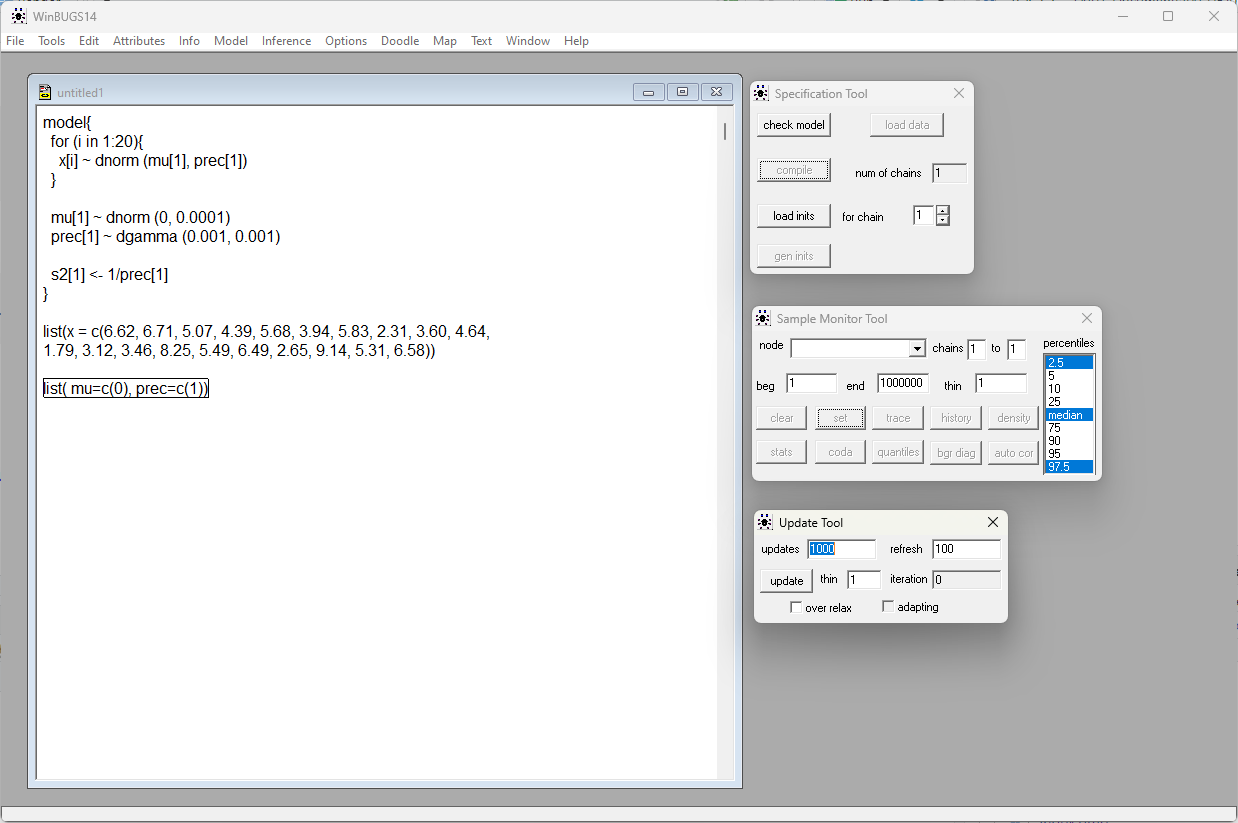 WinBUGS14
File Tools Edit Attributes Info Model Inference Options Doodle Map Text Window Help
untitled1
model{
for (i in 1:20){
x[i] ~ dnorm (mu[1], prec[1])
}
mu[1] ~ dnorm (0, 0.0001)
prec[1] ~ dgamma (0.001, 0.001)
s2[1] <- 1/prec[1]
}
list(x = c(6.62, 6.71, 5.07, 4.39, 5.68, 3.94, 5.83, 2.31, 3.60, 4.64,
1.79, 3.12, 3.46, 8.25, 5.49, 6.49, 2.65, 9.14, 5.31, 6.58))
list( mu=c(0), prec=c(1))
Specification Tool
check model load data
compile num of chains 1
load inits for chain 1
gen inits
Sample Monitor Tool
node chains 1 to 1 percentiles
beg 1 end 1000000 thin 1
clear set trace history density
stats coda quantiles bgr diag auto cor
2.5
5
10
25
median
75
90
95
97.5
Update Tool
updates 1000 refresh 100
update thin 1 iteration 0
over relax adapting